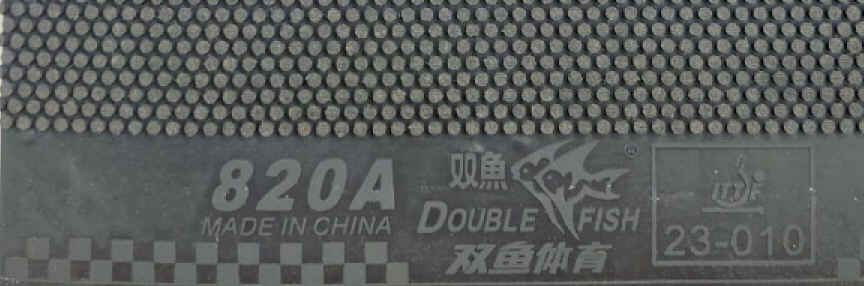 820A
MADE IN CHINA
双魚
®
DOUBLE FISH
双鱼体育
ITTF
23-010